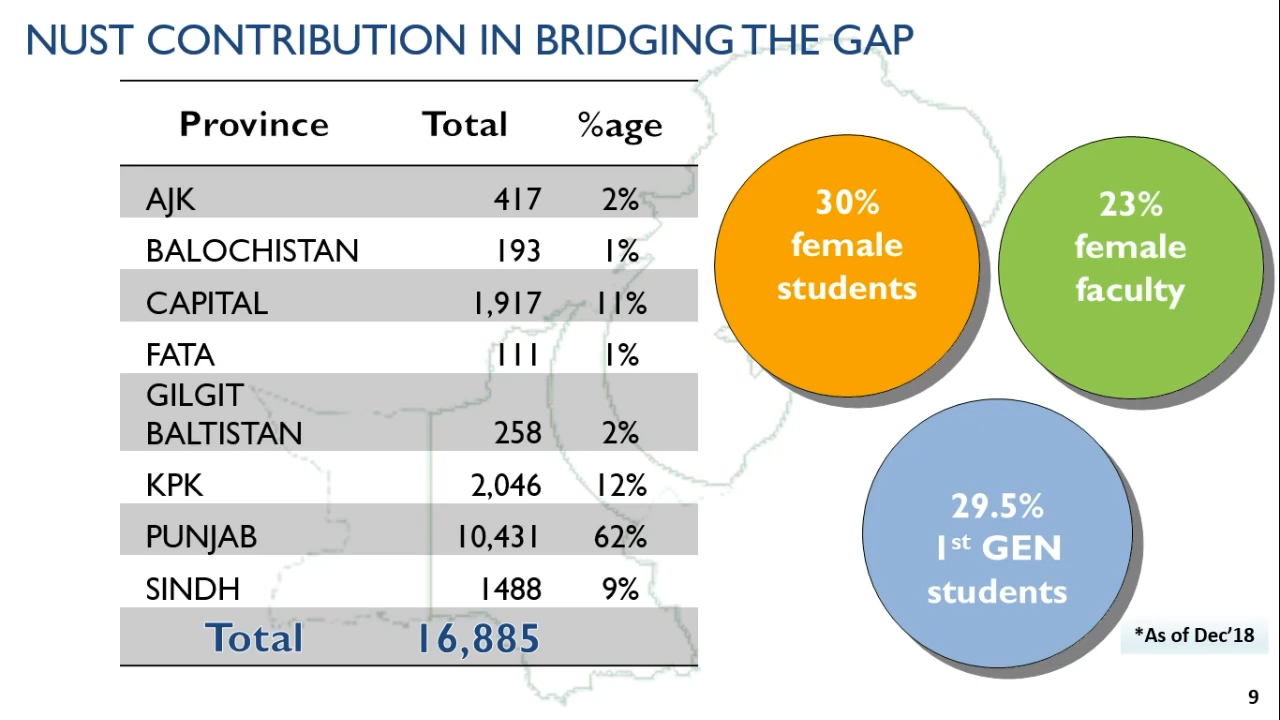 NUST CONTRIBUTION IN BRIDGING THE GAP
Province Total %age
AJK 417 2%
BALOCHISTAN 193 1%
CAPITAL 1,917 11%
FATA 111 1%
GILGIT
BALTISTAN 258 2%
KPK 2,046 12%
PUNJAB 10,431 62%
SINDH 1488 9%
Total 16,885
30%
female
students
23%
female
faculty
29.5%
1st GEN
students
*As of Dec’18
9